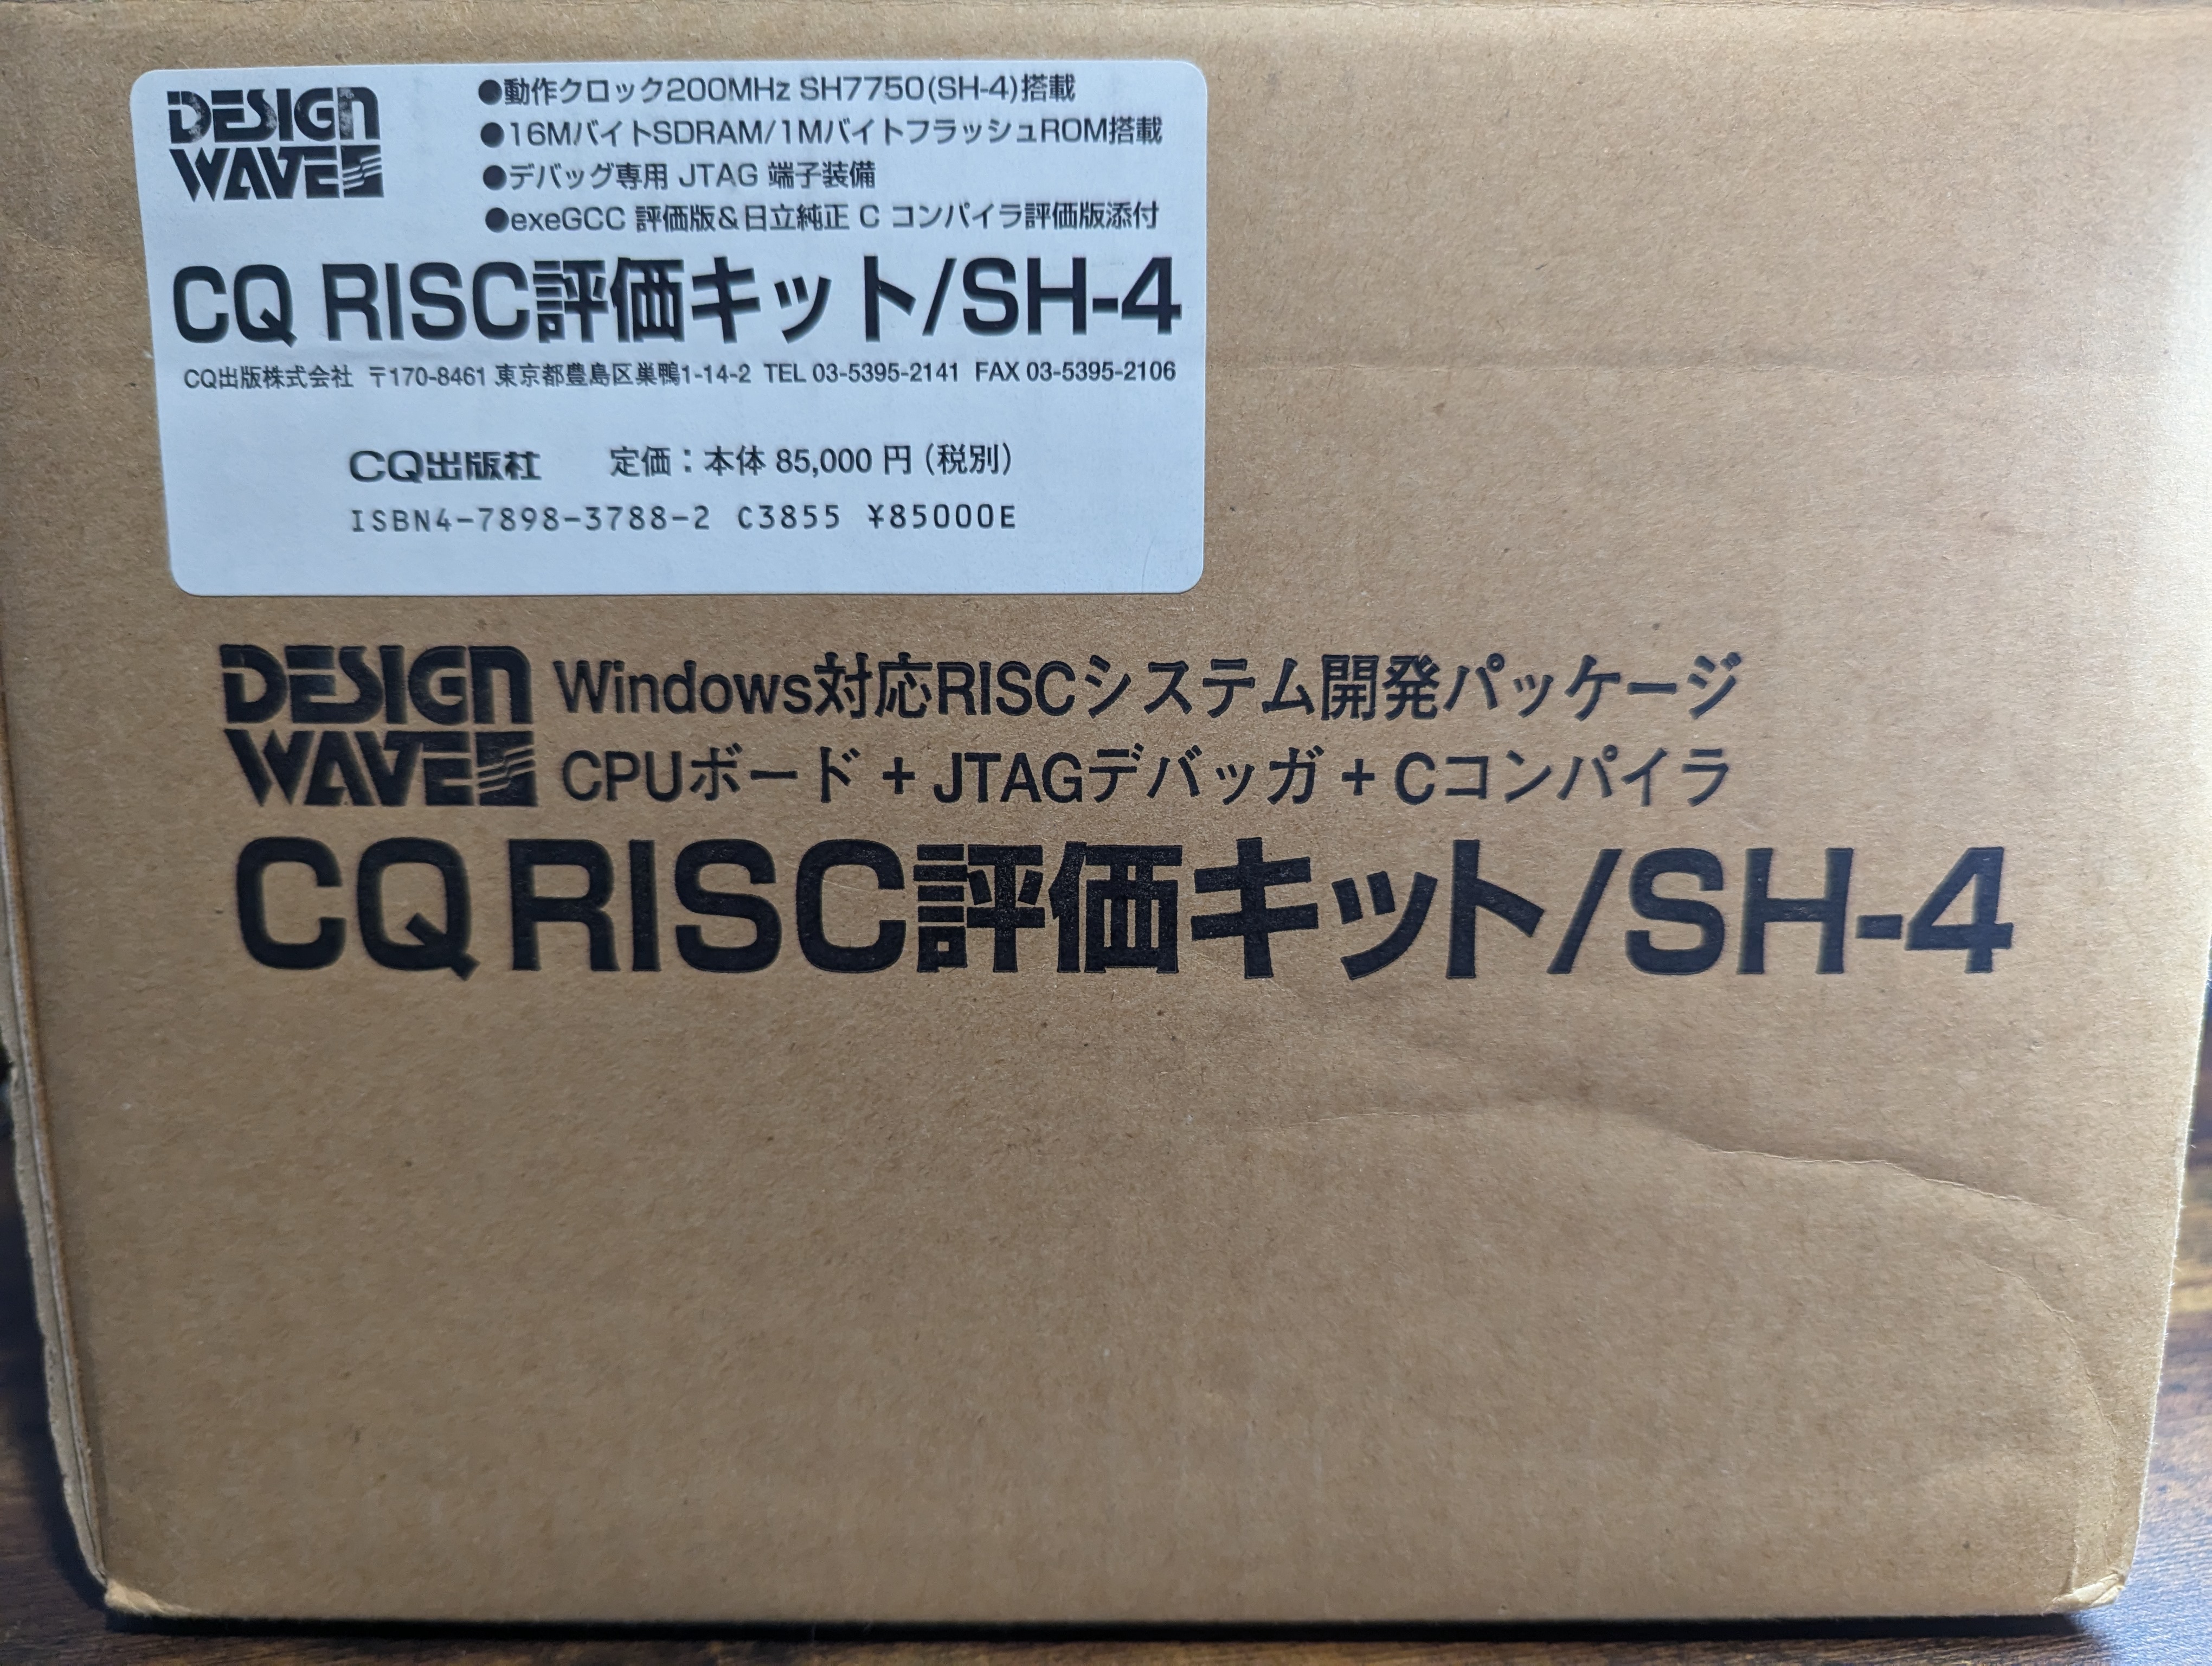 DESIGN
WAVE
●動作クロック200MHz SH7750(SH-4)搭載
●16MバイトSDRAM/1MバイトフラッシュROM搭載
●デバッグ専用 JTAG 端子装備
●exeGCC 評価版&日立純正 C コンパイラ評価版添付
CQ RISC評価キット/SH-4
CQ出版株式会社 〒170-8461 東京都豊島区巣鴨1-14-2 TEL 03-5395-2141 FAX 03-5395-2106
CQ出版社 定価:本体 85,000 円(税別)
ISBN4-7898-3788-2 C3855 ¥85000E
DESIGN
WAVE
Windows対応RISCシステム開発パッケージ
CPUボード + JTAGデバッガ + Cコンパイラ
CQ RISC評価キット/SH-4